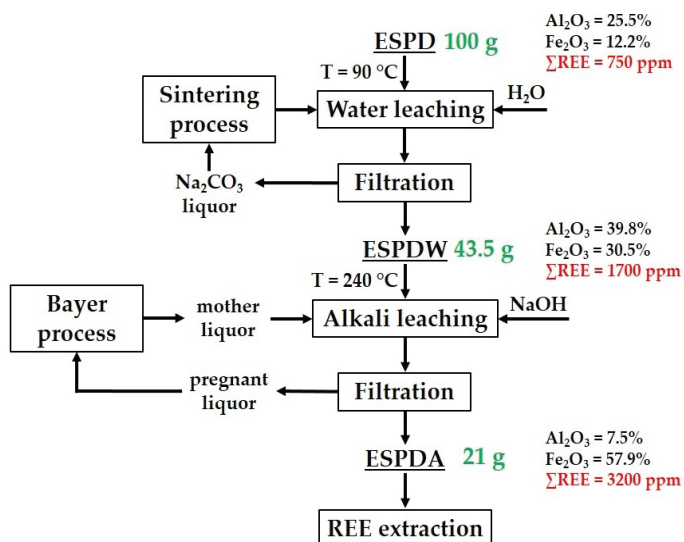 ESPD 100 g
Al₂O₃ = 25.5%
Fe₂O₃ = 12.2%
∑REE = 750 ppm
T = 90 °C
Sintering
process
Water leaching
H₂O
Na₂CO₃
liquor
Filtration
ESPDW 43.5 g
Al₂O₃ = 39.8%
Fe₂O₃ = 30.5%
∑REE = 1700 ppm
T = 240 °C
Bayer
process
mother
liquor
Alkali leaching
NaOH
pregnant
liquor
Filtration
ESPDA 21 g
Al₂O₃ = 7.5%
Fe₂O₃ = 57.9%
∑REE = 3200 ppm
REE extraction